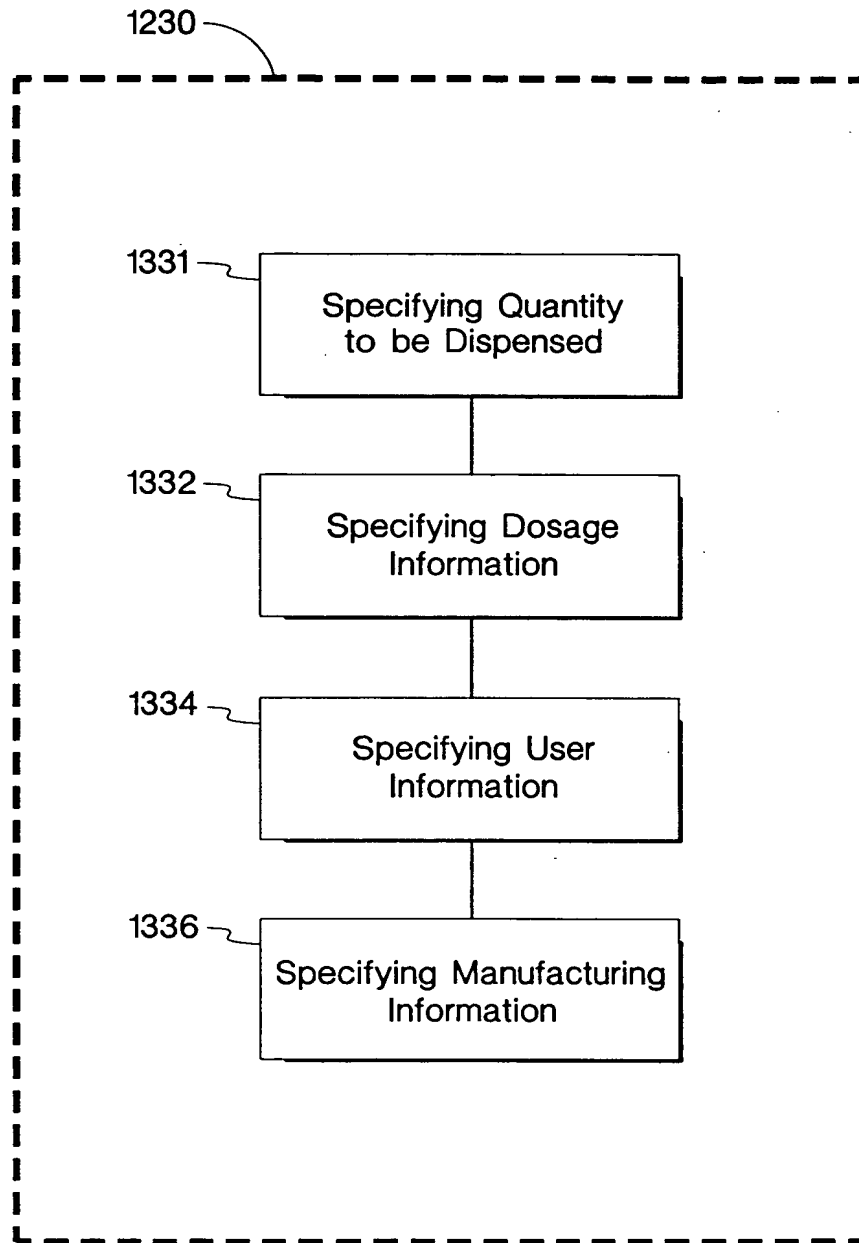 1230
1331
Specifying Quantity
to be Dispensed
1332
Specifying Dosage
Information
1334
Specifying User
Information
1336
Specifying Manufacturing
Information